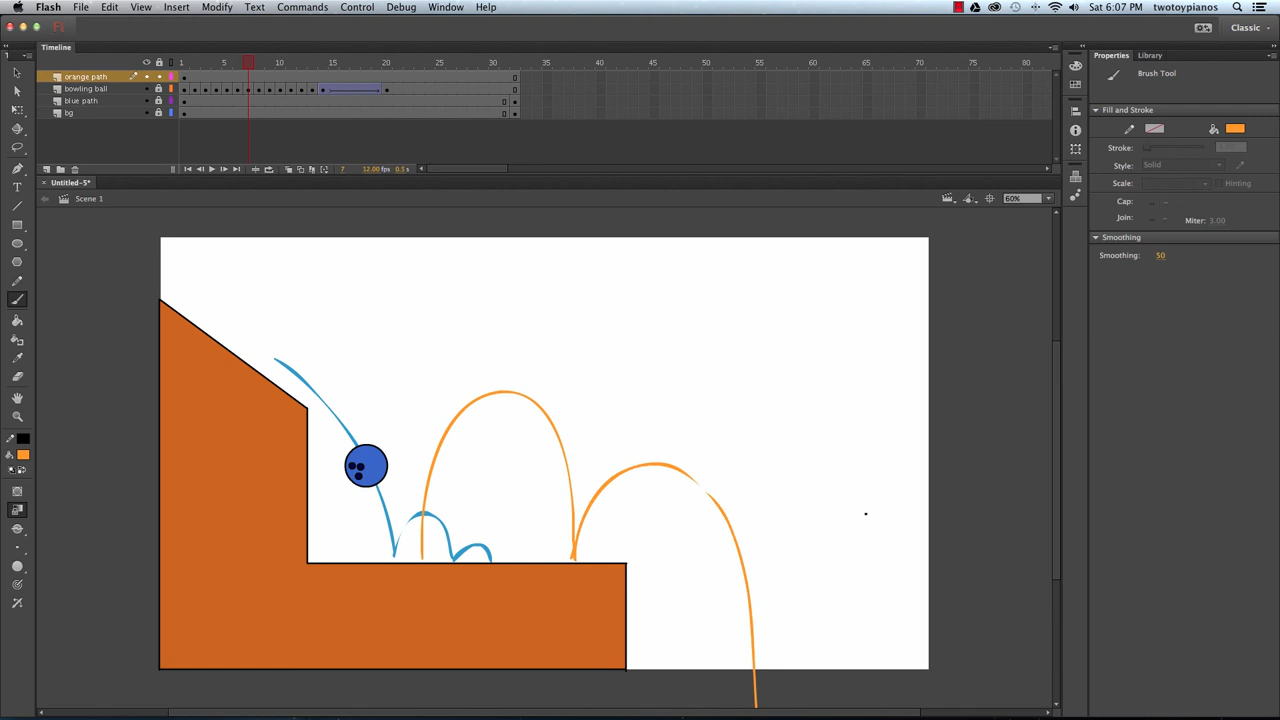 Flash File Edit View Insert Modify Text Commands Control Debug Window Help Sat 6:07 PM twotoypianos
Fl Classic
Timeline Properties Library
1 5 10 15 20 25 30 35 40 45 50 55 60 65 70 75 80
orange path
Brush Tool
bowling ball
blue path
bg
Fill and Stroke
Stroke:
Style: Solid
7 12.00 fps 0.5 s
Untitled-5*
Scale: Hinting
Scene 1 60%
Cap:
Join: Miter: 3.00
Smoothing
Smoothing: 50